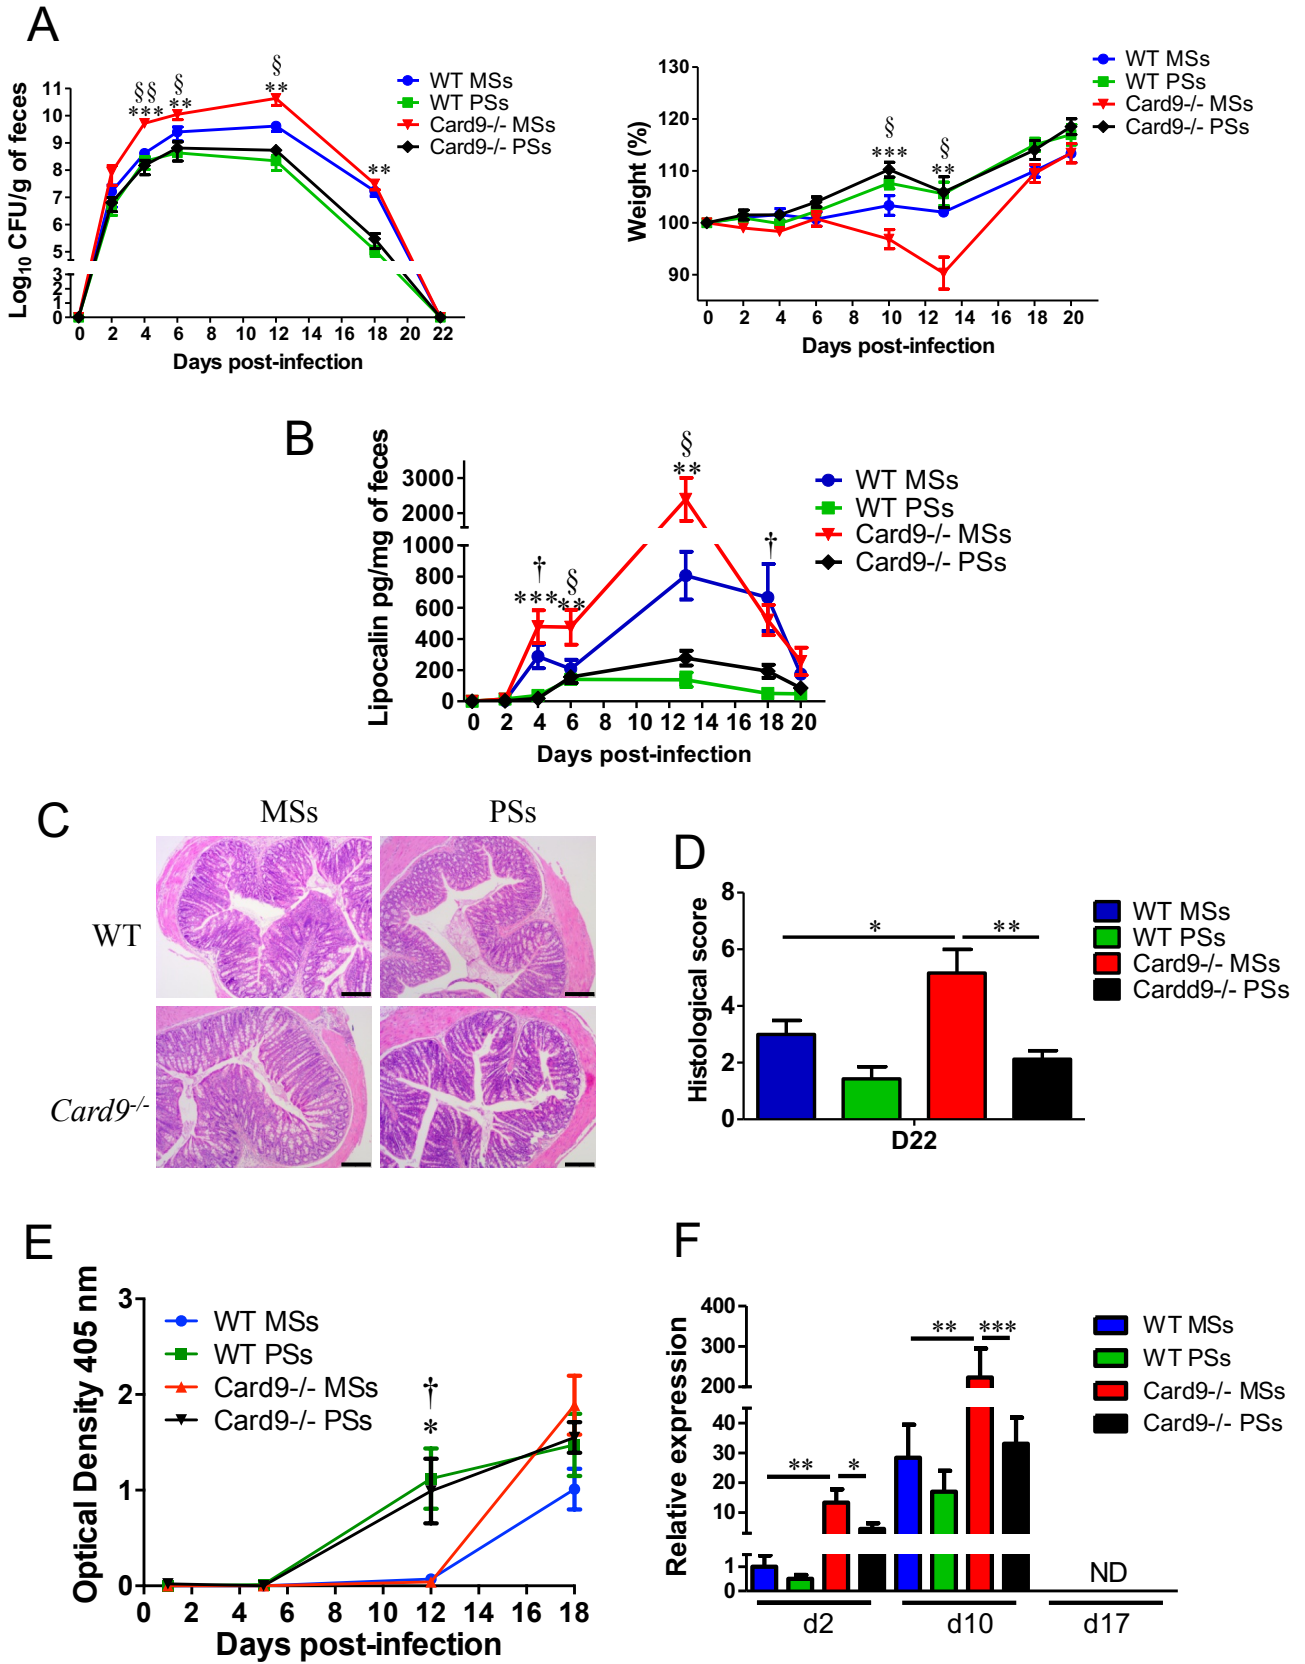 A
§§ § §
*** ** ** **
Log10 CFU/g of feces
11
10
9
8
7
6
5
3
2
1
0
0 2 4 6 8 10 12 14 16 18 20 22
Days post-infection
WT MSs
WT PSs
Card9-/- MSs
Card9-/- PSs
Weight (%)
130
120
110
100
90
§ §
*** **
0 2 4 6 8 10 12 14 16 18 20
Days post-infection
WT MSs
WT PSs
Card9-/- MSs
Card9-/- PSs
B
Lipocalin pg/mg of feces
3000
2000
1000
800
600
400
200
0
† § § †
*** ** **
0 2 4 6 8 10 12 14 16 18 20
Days post-infection
WT MSs
WT PSs
Card9-/- MSs
Card9-/- PSs
C
MSs PSs
WT
Card9-/-
D
Histological score
8
6
4
2
0
* **
D22
WT MSs
WT PSs
Card9-/- MSs
Cardd9-/- PSs
E
Optical Density 405 nm
3
2
1
0
WT MSs
WT PSs
Card9-/- MSs
Card9-/- PSs
†
*
0 2 4 6 8 10 12 14 16 18
Days post-infection
F
Relative expression
400
300
200
40
30
20
10
1
0
** * ** ***
ND
d2 d10 d17
WT MSs
WT PSs
Card9-/- MSs
Card9-/- PSs